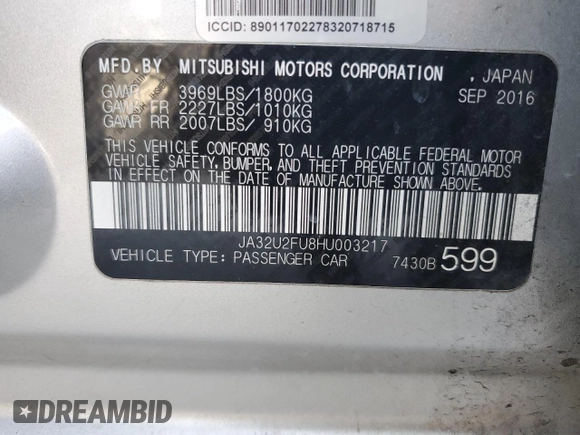 ICCID: 89011702278320718715
MFD.BY MITSUBISHI MOTORS CORPORATION , JAPAN
GVWR 3969LBS/1800KG SEP 2016
GAWR FR 2227LBS/1010KG
GAWR RR 2007LBS/ 910KG
THIS VEHICLE CONFORMS TO ALL APPLICABLE FEDERAL MOTOR
VEHICLE SAFETY, BUMPER, AND THEFT PREVENTION STANDARDS
IN EFFECT ON THE DATE OF MANUFACTURE SHOWN ABOVE.
JA32U2FU8HU003217
VEHICLE TYPE: PASSENGER CAR 7430B 599
DREAMBID